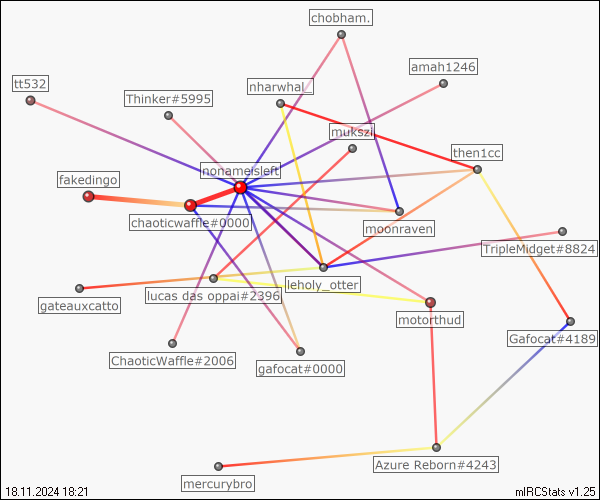 chobham.
amah1246
tt532
nharwhal_
Thinker#5995
mukszi
then1cc
nonameisleft
fakedingo
chaoticwaffle#0000
moonraven
TripleMidget#8824
leholy_otter
lucas das oppai#2396
gateauxcatto
motorthud
Gafocat#4189
ChaoticWaffle#2006
gafocat#0000
Azure Reborn#4243
mercurybro
18.11.2024 18:21
mIRCStats v1.25